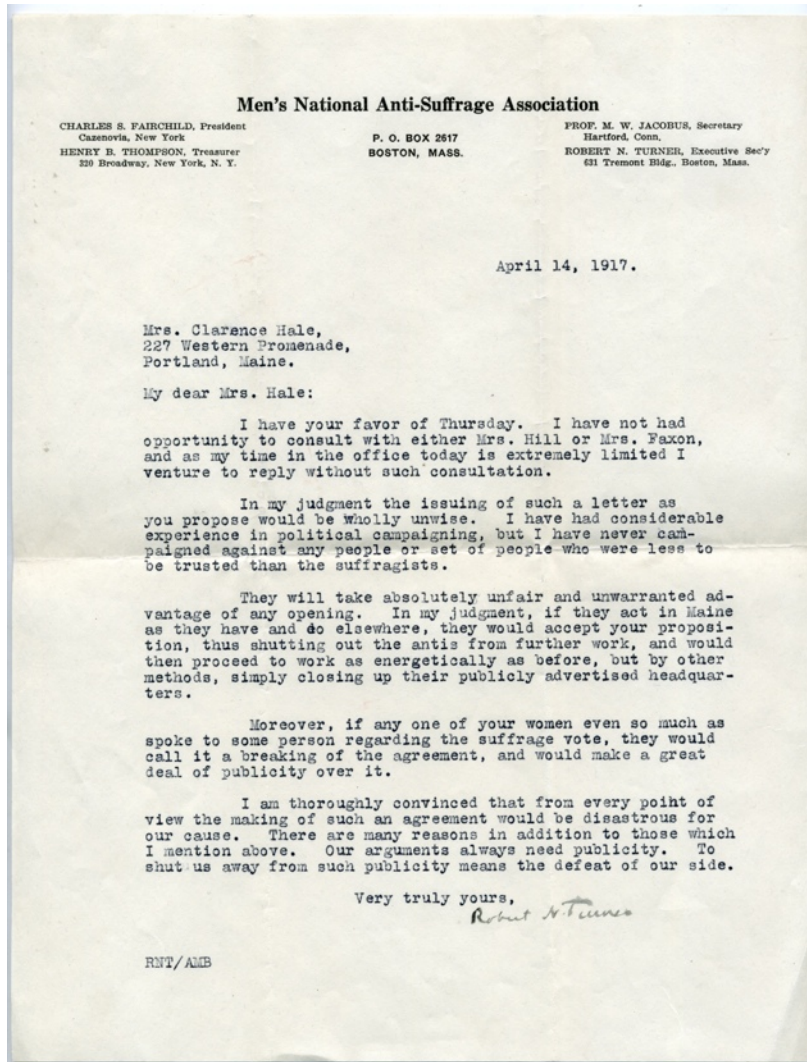 Men's National Anti-Suffrage Association
CHARLES S. FAIRCHILD, President
Cazenovia, New York
HENRY B. THOMPSON, Treasurer
320 Broadway, New York, N. Y.
P. O. BOX 2617
BOSTON, MASS.
PROF. M. W. JACOBUS, Secretary
Hartford, Conn.
ROBERT N. TURNER, Executive Sec'y
631 Tremont Bldg., Boston, Mass.
April 14, 1917.
Mrs. Clarence Hale,
227 Western Promenade,
Portland, Maine.
My dear Mrs. Hale:
I have your favor of Thursday. I have not had
opportunity to consult with either Mrs. Hill or Mrs. Faxon,
and as my time in the office today is extremely limited I
venture to reply without such consultation.
In my judgment the issuing of such a letter as
you propose would be wholly unwise. I have had considerable
experience in political campaigning, but I have never cam-
paigned against any people or set of people who were less to
be trusted than the suffragists.
They will take absolutely unfair and unwarranted ad-
vantage of any opening. In my judgment, if they act in Maine
as they have and do elsewhere, they would accept your proposi-
tion, thus shutting out the antis from further work, and would
then proceed to work as energetically as before, but by other
methods, simply closing up their publicly advertised headquar-
ters.
Moreover, if any one of your women even so much as
spoke to some person regarding the suffrage vote, they would
call it a breaking of the agreement, and would make a great
deal of publicity over it.
I am thoroughly convinced that from every point of
view the making of such an agreement would be disastrous for
our cause. There are many reasons in addition to those which
I mention above. Our arguments always need publicity. To
shut us away from such publicity means the defeat of our side.
Very truly yours,
Robert N. Turner
RNT/AMB